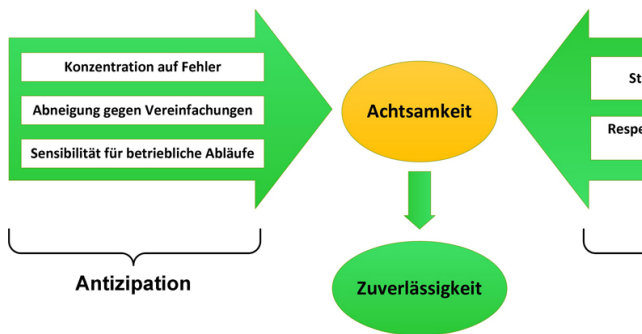 Konzentration auf Fehler
Abneigung gegen Vereinfachungen
Sensibilität für betriebliche Abläufe
Antizipation
Achtsamkeit
Zuverlässigkeit